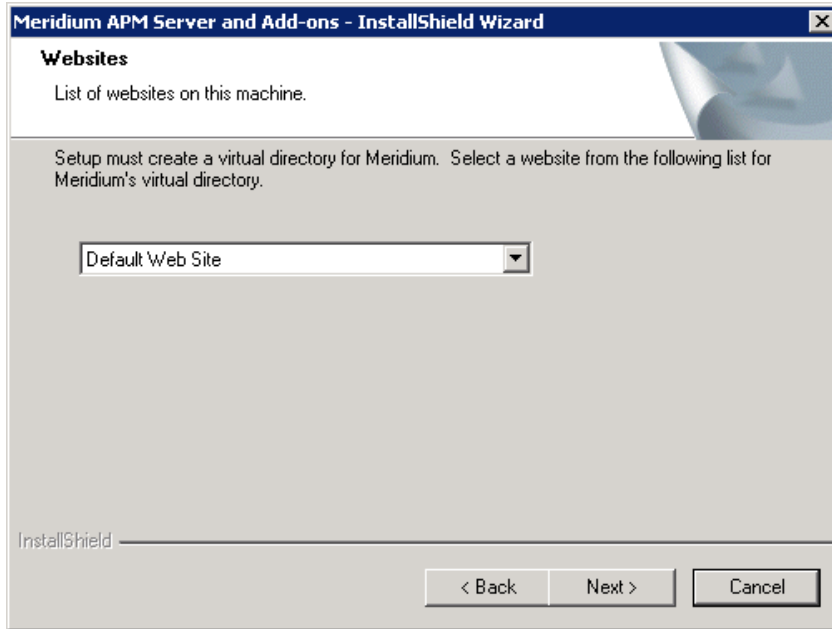 Meridium APM Server and Add-ons - InstallShield Wizard
Websites
List of websites on this machine.
Setup must create a virtual directory for Meridium. Select a website from the following list for
Meridium's virtual directory.
Default Web Site
InstallShield
< Back
Next >
Cancel